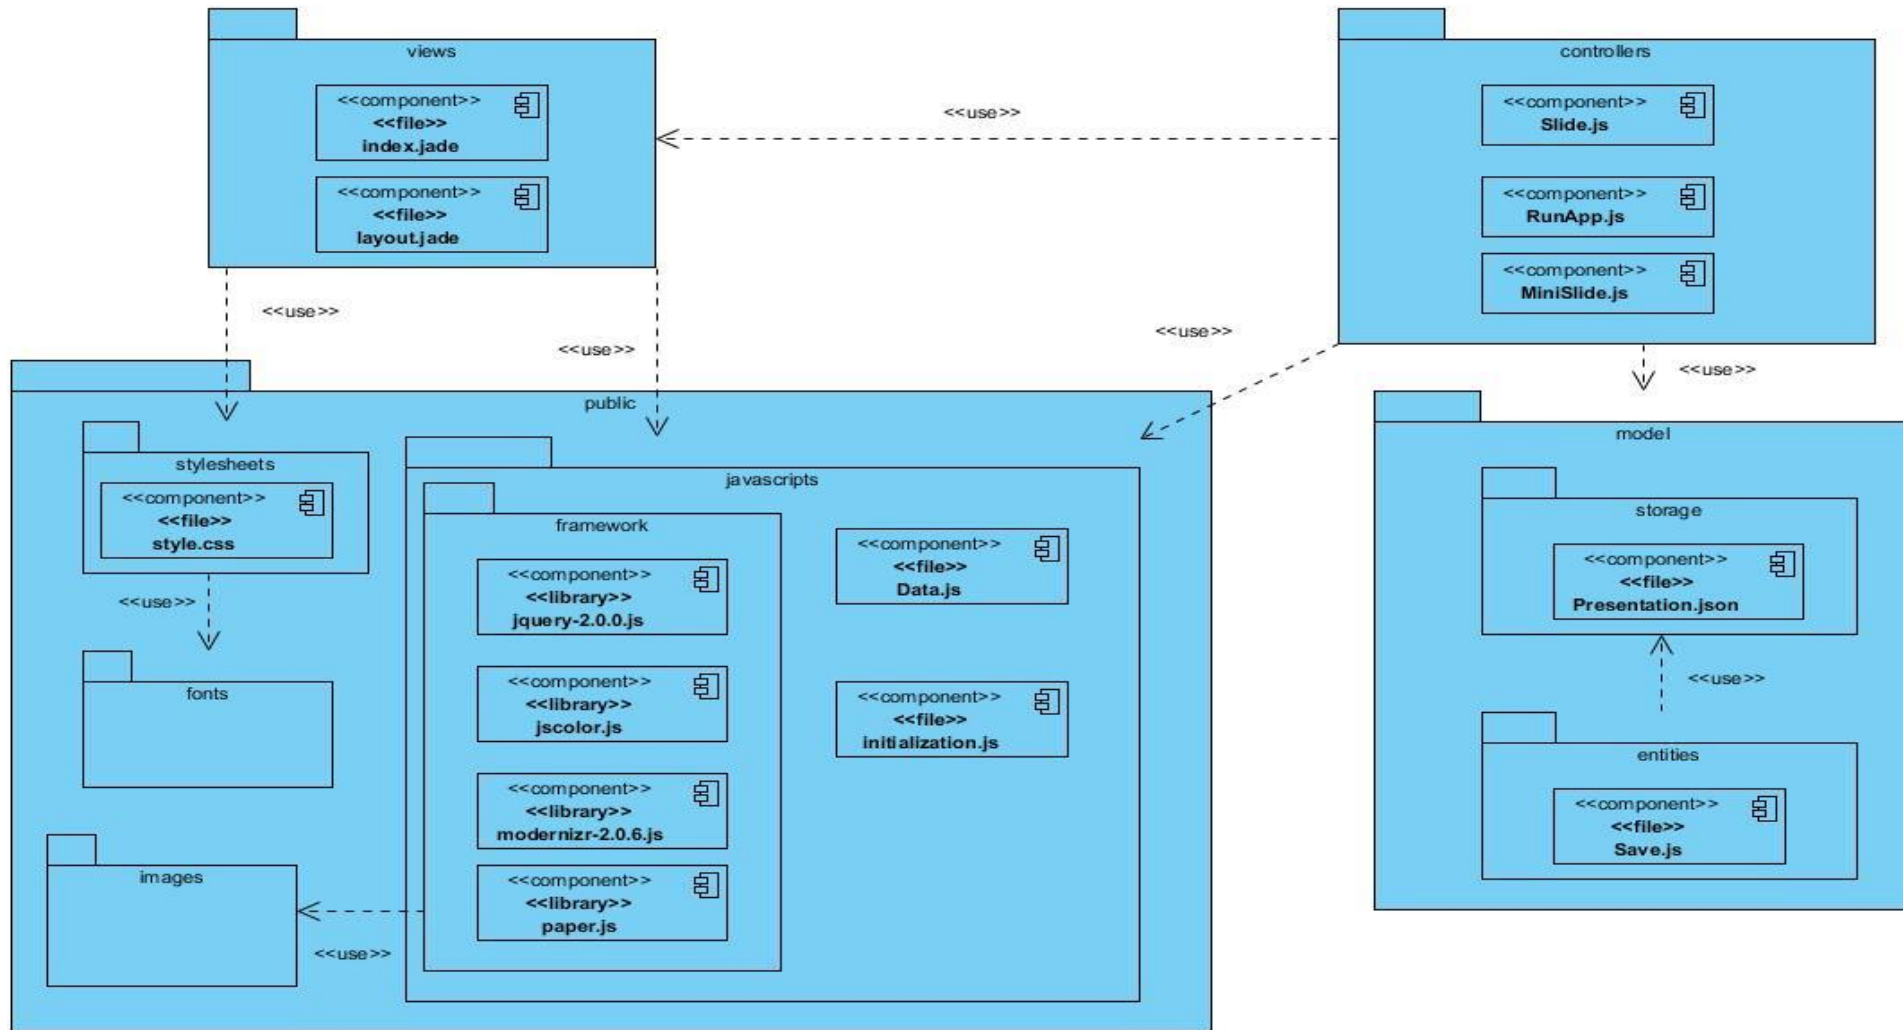 views
<<component>>
<<file>>
index.jade
<<component>>
<<file>>
layout.jade
<<use>>
controllers
<<component>>
Slide.js
<<component>>
RunApp.js
<<component>>
MiniSlide.js
<<use>>
<<use>>
<<use>>
<<use>>
public
stylesheets
<<component>>
<<file>>
style.css
<<use>>
fonts
images
<<use>>
javascripts
framework
<<component>>
<<library>>
jquery-2.0.0.js
<<component>>
<<library>>
jscolor.js
<<component>>
<<library>>
modernizr-2.0.6.js
<<component>>
<<library>>
paper.js
<<component>>
<<file>>
Data.js
<<component>>
<<file>>
initialization.js
model
storage
<<component>>
<<file>>
Presentation.json
<<use>>
entities
<<component>>
<<file>>
Save.js